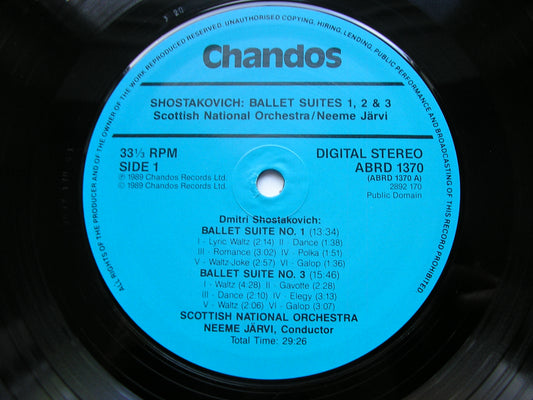 ALL RIGHTS OF THE PRODUCER AND OF THE OWNER OF THE WORK REPRODUCED RESERVED. UNAUTHORISED COPYING, HIRING, LENDING, PUBLIC PERFORMANCE AND BROADCASTING OF THIS RECORD PROHIBITED
Chandos
SHOSTAKOVICH: BALLET SUITES 1, 2 & 3
Scottish National Orchestra/Neeme Järvi
33⅓ RPM
SIDE 1
℗ 1989 Chandos Records Ltd.
© 1989 Chandos Records Ltd.
DIGITAL STEREO
ABRD 1370
(ABRD 1370 A)
2892 170
Public Domain
Dmitri Shostakovich:
BALLET SUITE NO. 1 (13:34)
I - Lyric Waltz (2.14) II - Dance (1:38)
III - Romance (3:02) IV - Polka (1:51)
V - Waltz-Joke (2:57) VI - Galop (1:36)
BALLET SUITE NO. 3 (15:46)
I - Waltz (4:28) II - Gavotte (2.28)
III - Dance (2:10) IV - Elegy (3:13)
V - Waltz (2:06) VI - Galop (3:07)
SCOTTISH NATIONAL ORCHESTRA
NEEME JÄRVI, Conductor
Total Time: 29:26